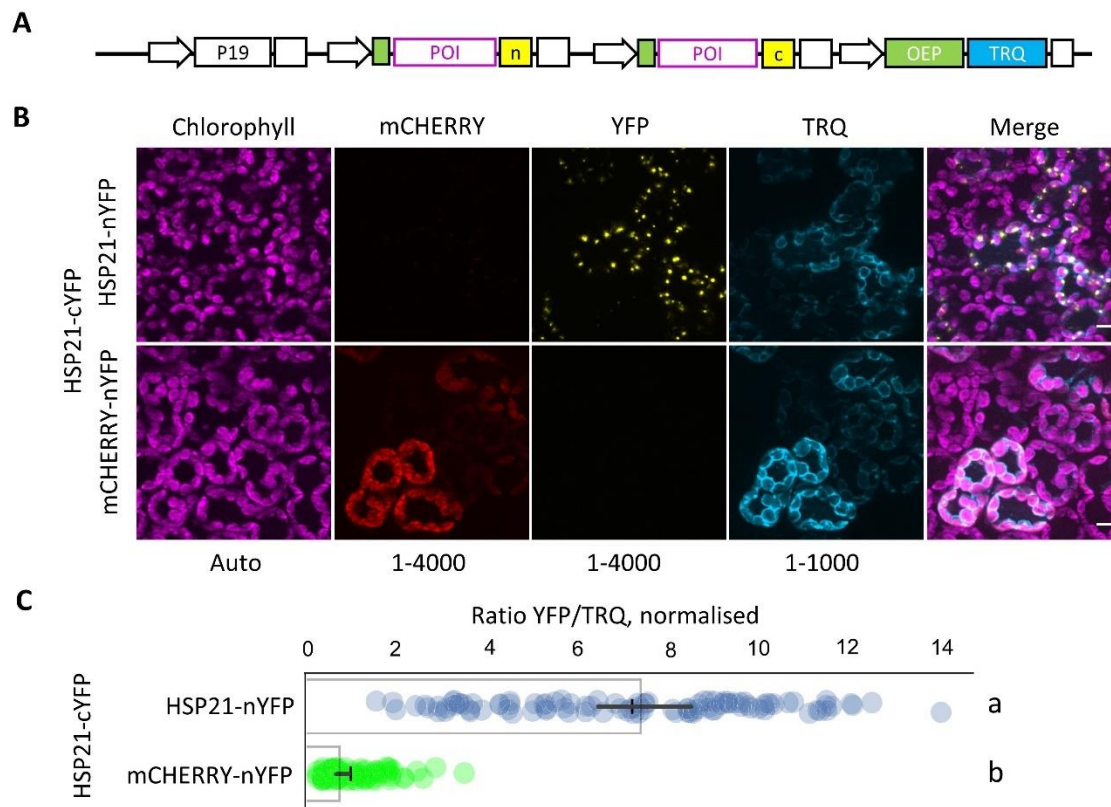 A
P19 POI n POI c OEP TRQ
B
Chlorophyll mCHERRY YFP TRQ Merge
HSP21-cYFP
HSP21-nYFP
mCHERRY-nYFP
Auto 1-4000 1-4000 1-1000
C
Ratio YFP/TRQ, normalised
0 2 4 6 8 10 12 14
HSP21-cYFP
HSP21-nYFP a
mCHERRY-nYFP b